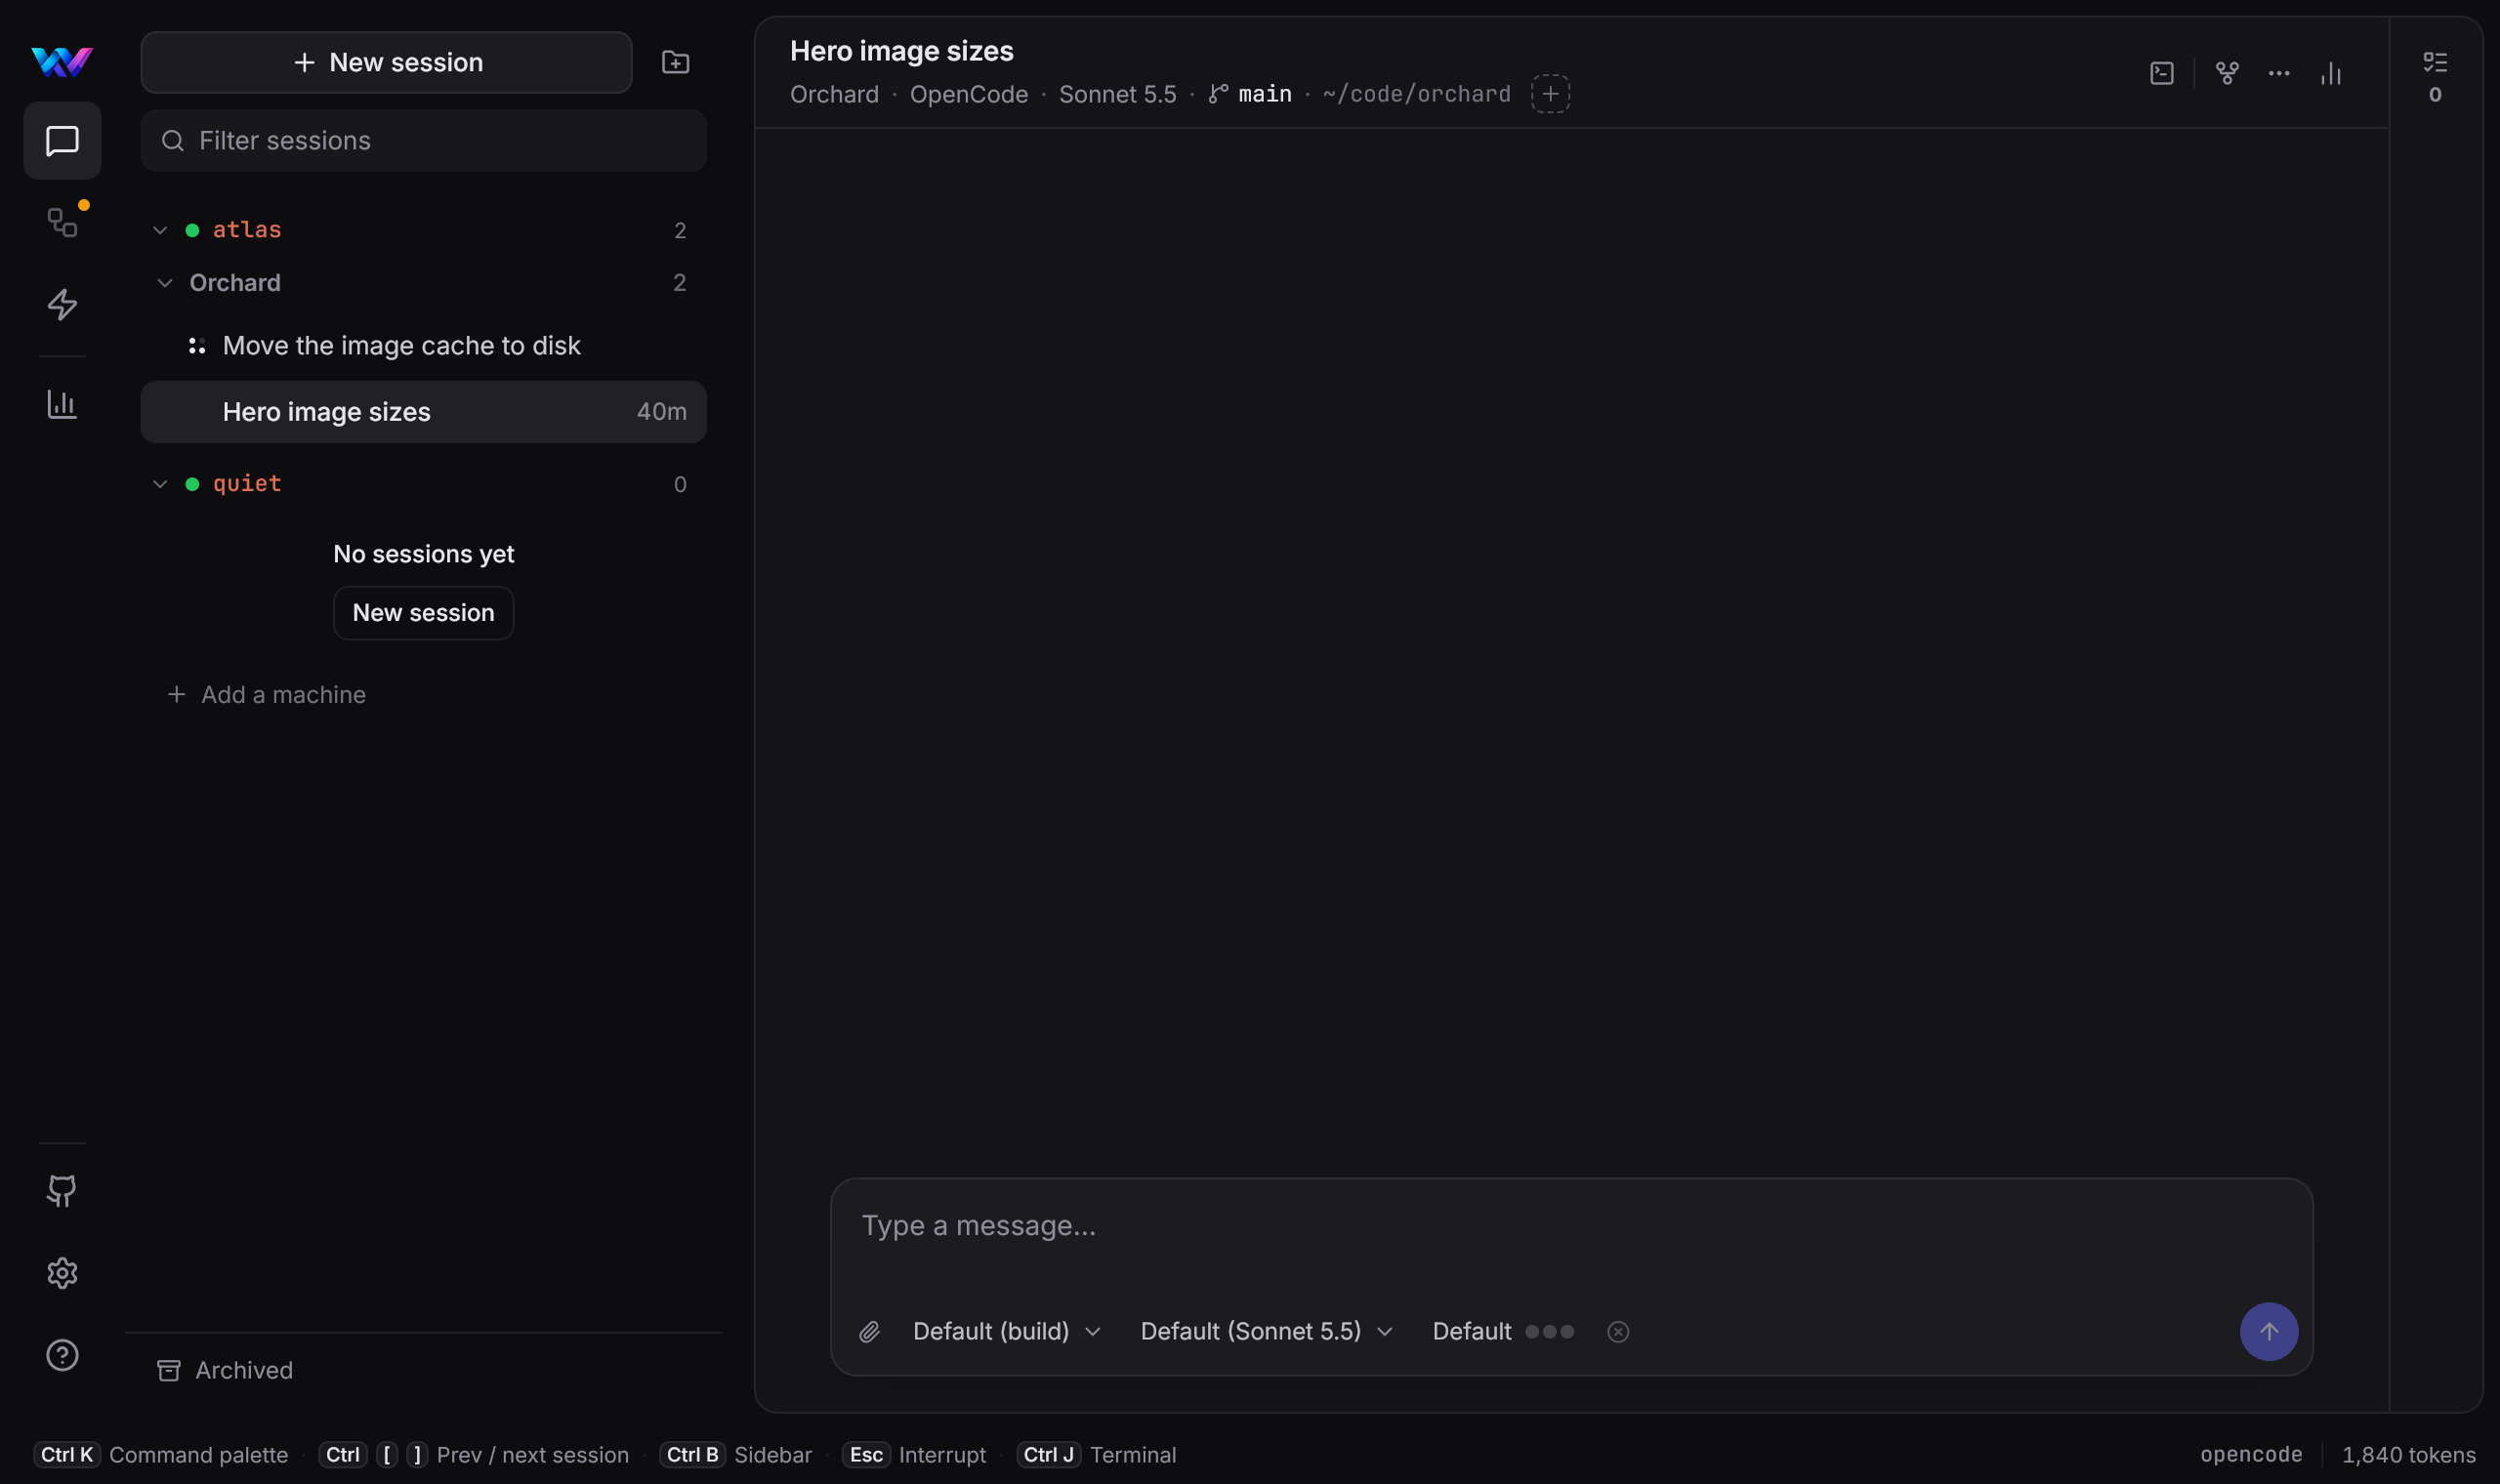 New session
Filter sessions
atlas 2
Orchard 2
Move the image cache to disk
Hero image sizes 40m
quiet 0
No sessions yet
New session
Add a machine
Archived
Hero image sizes
Orchard · OpenCode · Sonnet 5.5 · main · ~/code/orchard
0
Type a message...
Default (build) Default (Sonnet 5.5) Default
Ctrl K Command palette · Ctrl [ ] Prev / next session · Ctrl B Sidebar · Esc Interrupt · Ctrl J Terminal
opencode 1,840 tokens